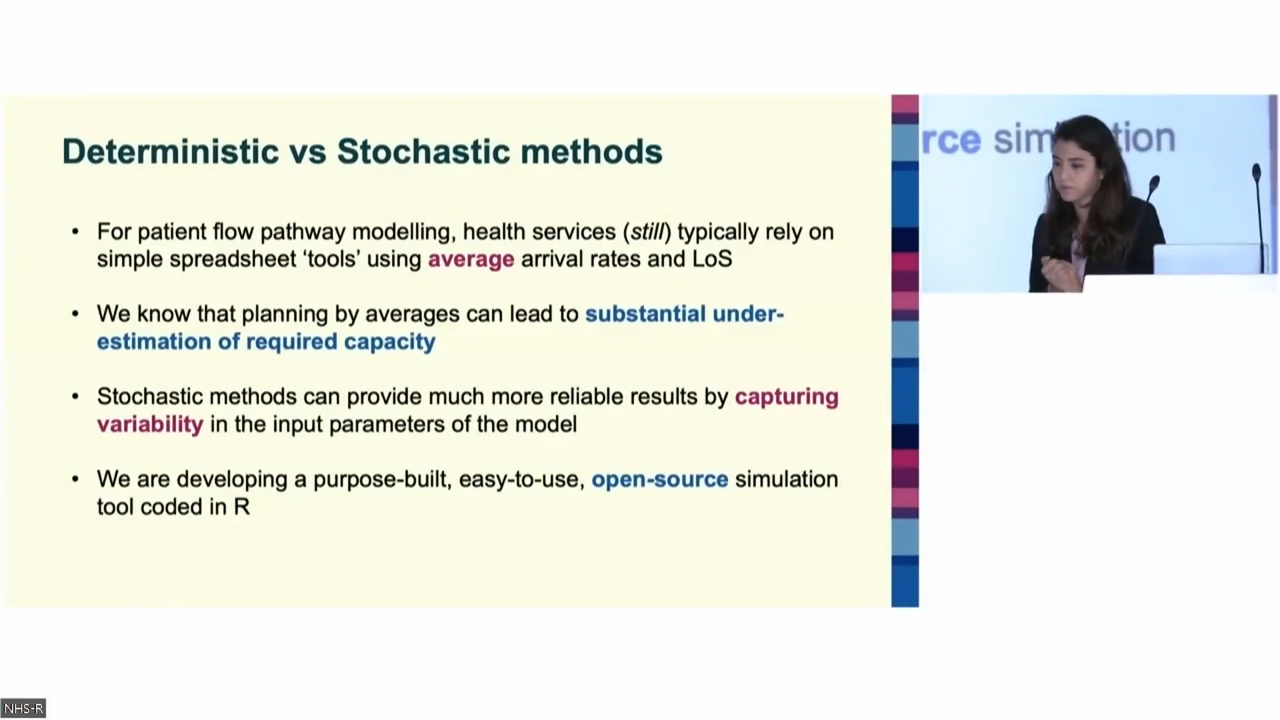 Deterministic vs Stochastic methods
• For patient flow pathway modelling, health services (still) typically rely on
simple spreadsheet ‘tools’ using average arrival rates and LoS
• We know that planning by averages can lead to substantial under-
estimation of required capacity
• Stochastic methods can provide much more reliable results by capturing
variability in the input parameters of the model
• We are developing a purpose-built, easy-to-use, open-source simulation
tool coded in R
rce sim tion
NHS-R